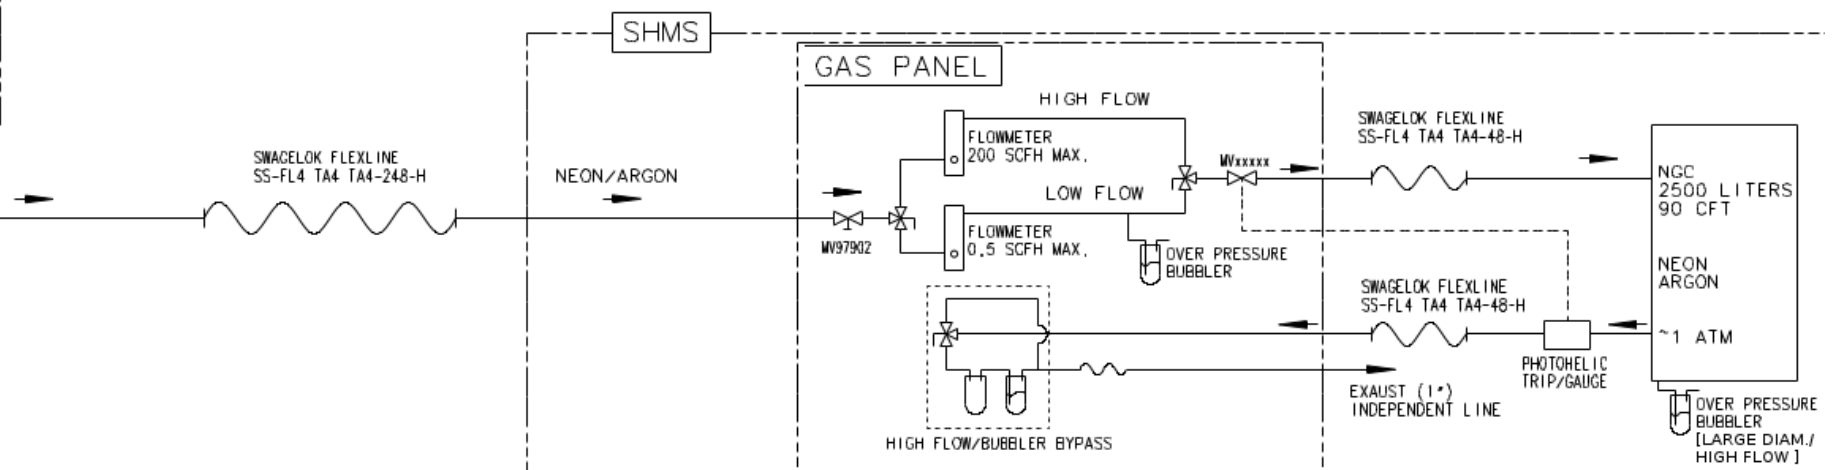 SHMS
GAS PANEL
HIGH FLOW
SWAGELOK FLEXLINE
SS-FL4 TA4 TA4-48-H
FLOWMETER
200 SCFH MAX.
SWAGELOK FLEXLINE
SS-FL4 TA4 TA4-248-H
NEON/ARGON
MVxxxxx
NGC
2500 LITERS
90 CFT
LOW FLOW
FLOWMETER
0.5 SCFH MAX.
MV97902
OVER PRESSURE
BUBBLER
NEON
ARGON
SWAGELOK FLEXLINE
SS-FL4 TA4 TA4-48-H
~1 ATM
PHOTOHELIC
TRIP/GAUGE
EXAUST (1")
INDEPENDENT LINE
OVER PRESSURE
BUBBLER
[LARGE DIAM./
HIGH FLOW ]
HIGH FLOW/BUBBLER BYPASS